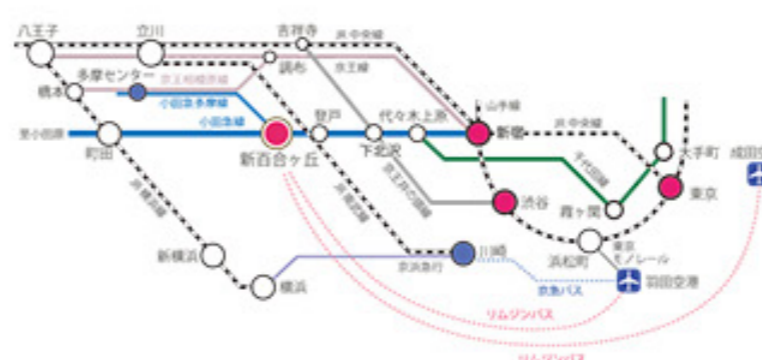 八王子
立川
吉祥寺
JR 中央線
調布
京王線
多摩センター
京王相模原線
橋本
小田急多摩線
小田急線
登戸
代々木上原
山手線
新宿
JR 中央線
至小田原
町田
新百合ヶ丘
下北沢
千代田線
大手町
成田空
京王井の頭線
渋谷
霞ヶ関
東京
JR 横浜線
JR 南武線
新横浜
川崎
浜松町
東京
モノレール
京浜急行
横浜
京急バス
羽田空港
リムジンバス
リムジンバス